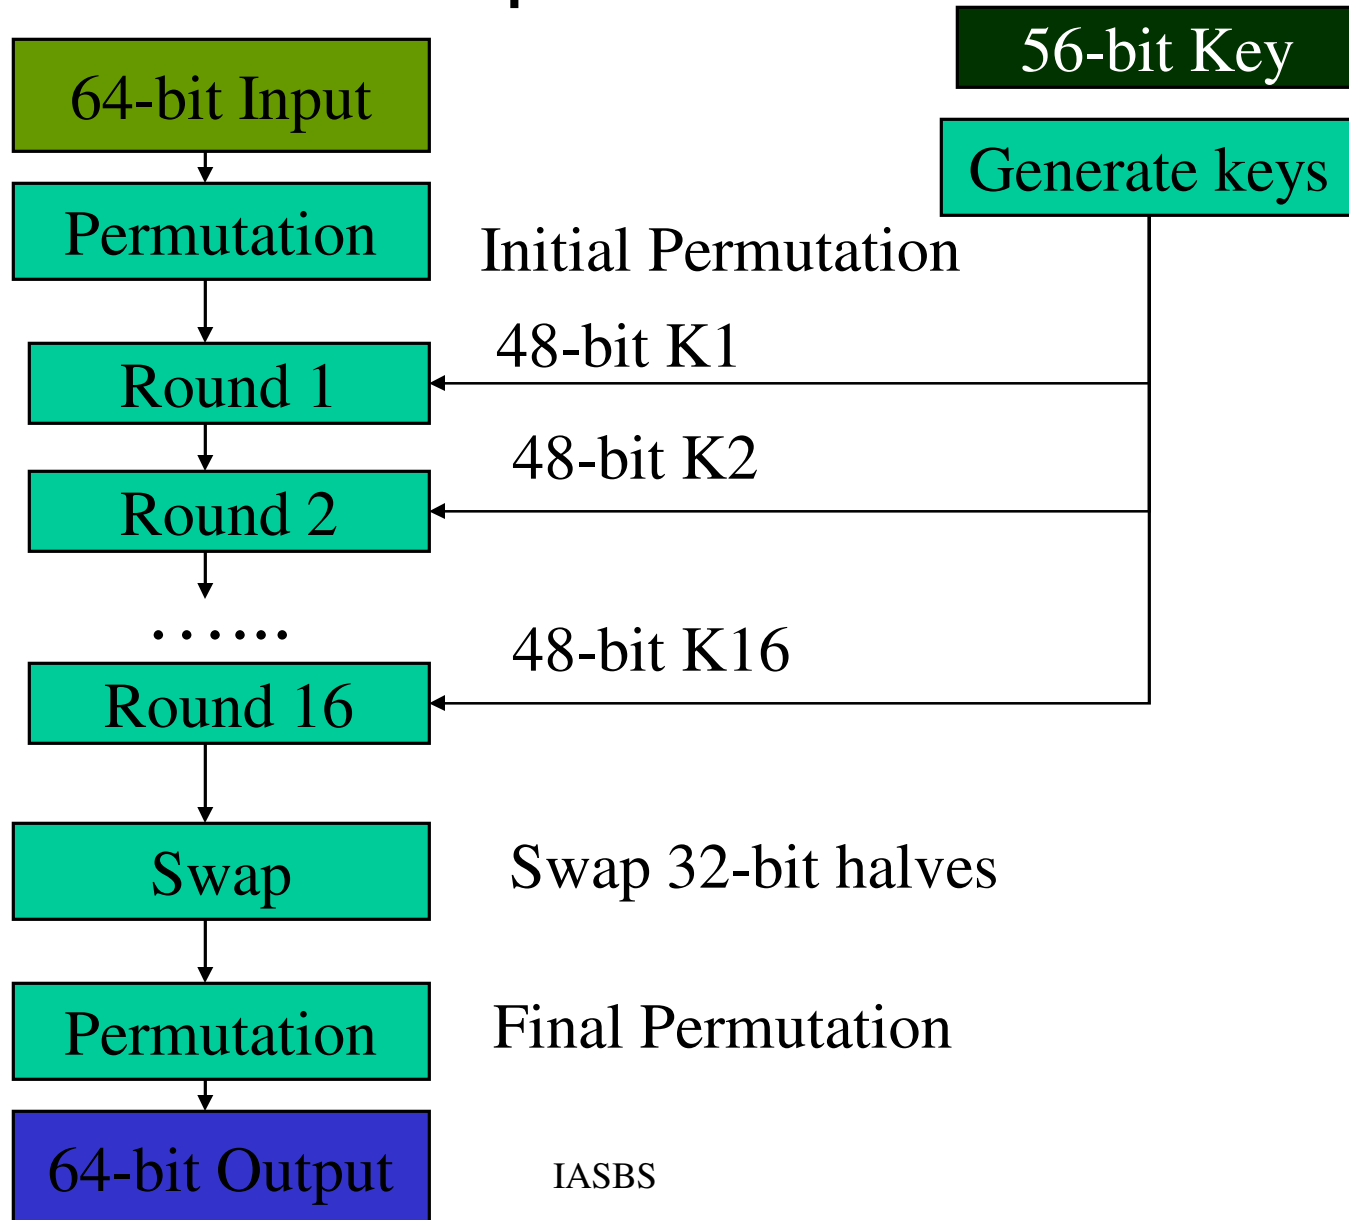 56-bit Key
64-bit Input
Generate keys
Permutation
Initial Permutation
48-bit K1
Round 1
48-bit K2
Round 2
…...
48-bit K16
Round 16
Swap
Swap 32-bit halves
Permutation
Final Permutation
64-bit Output
IASBS